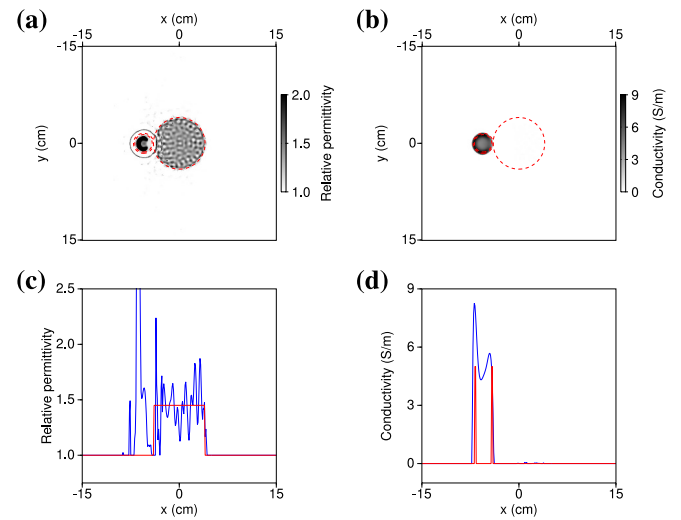 (a)
x (cm)
-15 0 15
-15
0
15
y (cm)
2.0
1.5
1.0
Relative permittivity
(b)
x (cm)
-15 0 15
-15
0
15
y (cm)
9
6
3
0
Conductivity (S/m)
(c)
2.5
2.0
1.5
1.0
Relative permittivity
-15 0 15
x (cm)
(d)
9
6
3
0
Conductivity (S/m)
-15 0 15
x (cm)